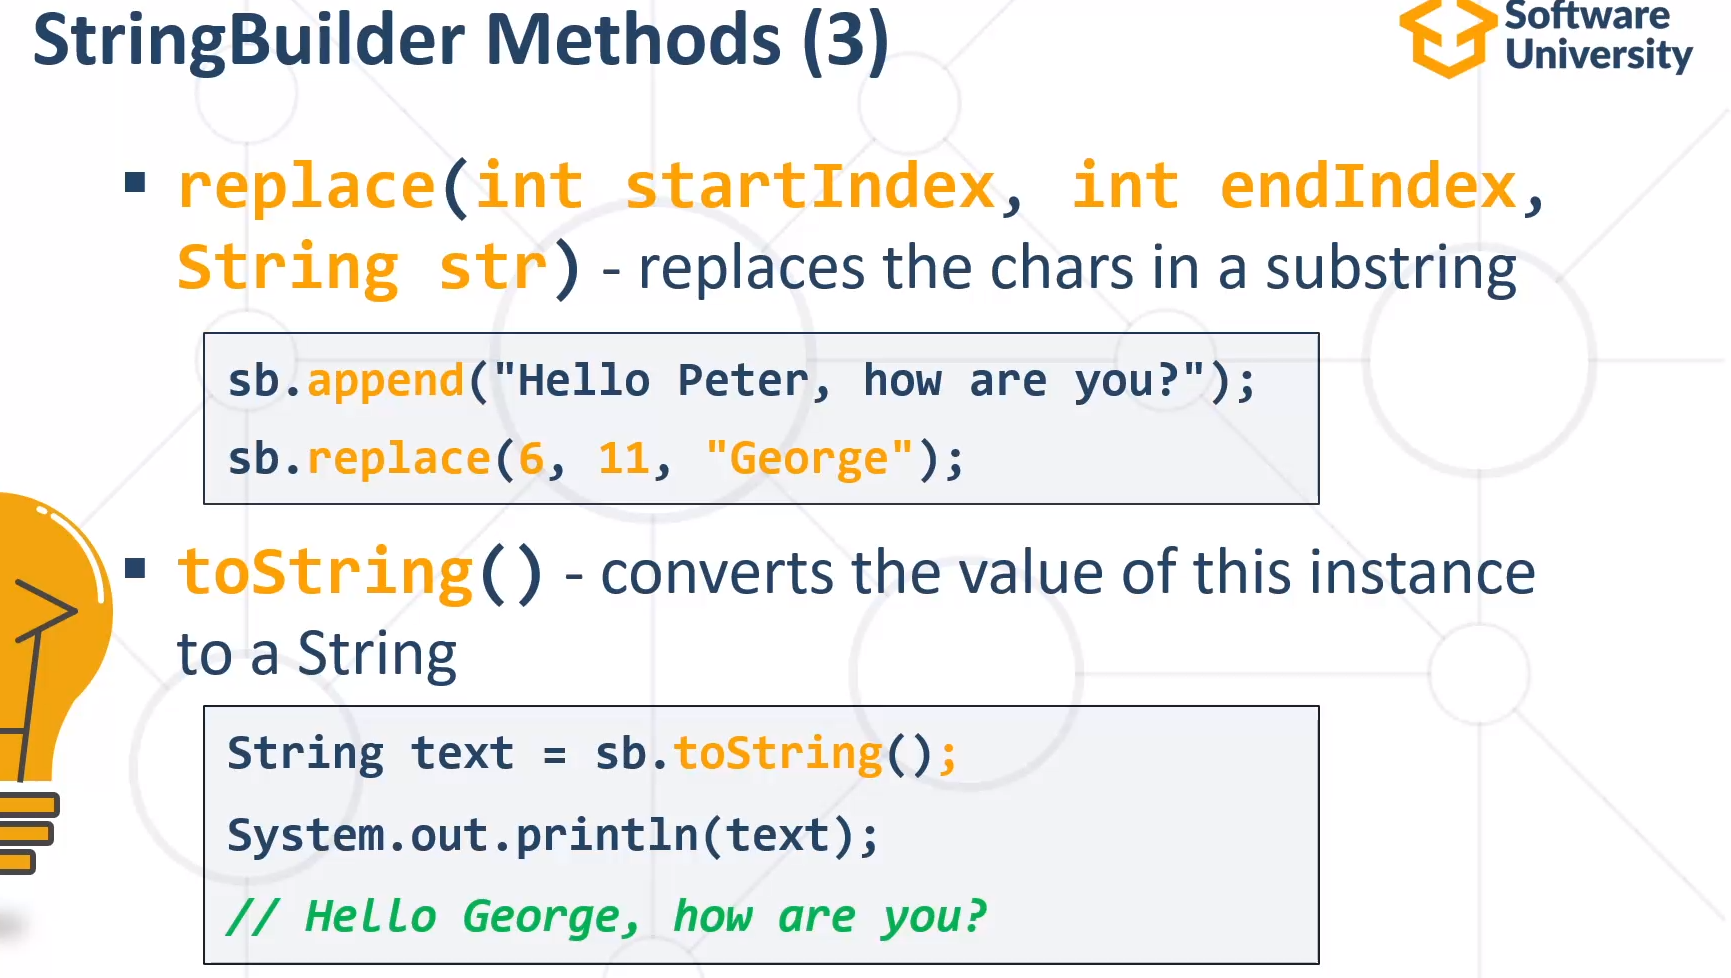 StringBuilder Methods (3)
Software
University
▪ replace(int startIndex, int endIndex,
String str) - replaces the chars in a substring
sb.append("Hello Peter, how are you?");
sb.replace(6, 11, "George");
▪ toString() - converts the value of this instance
to a String
String text = sb.toString();
System.out.println(text);
// Hello George, how are you?